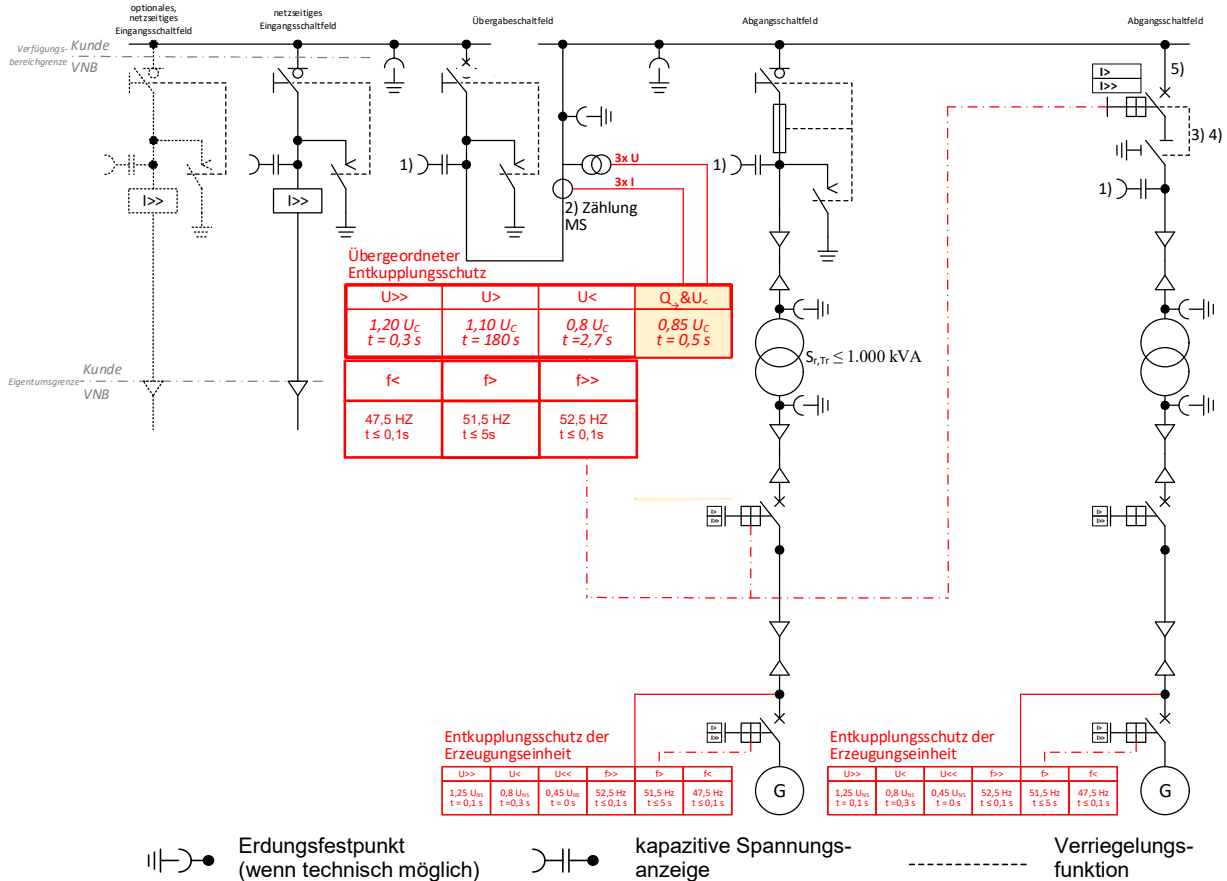 optionales,
netzseitiges
Eingangsschaltfeld
netzseitiges
Eingangsschaltfeld
Übergabeschaltfeld
Abgangsschaltfeld
Abgangsschaltfeld
Verfügungs-
bereichgrenze
Kunde
VNB
I>
I>>
5)
3) 4)
1)
1)
1)
3x U
3x I
2) Zählung
MS
I>>
I>>
Übergeordneter
Entkupplungsschutz
U>> U> U< Q→&U<
1,20 UC 1,10 UC 0,8 UC 0,85 UC
t = 0,3 s t = 180 s t =2,7 s t = 0,5 s
f< f> f>>
47,5 HZ 51,5 HZ 52,5 HZ
t ≤ 0,1s t ≤ 5s t ≤ 0,1s
Eigentumsgrenze
Kunde
VNB
Sr,Tr ≤ 1.000 kVA
I>
I>>
I>
I>>
I>
I>>
I>
I>>
Entkupplungsschutz der
Erzeugungseinheit
U>> U< U<< f>> f> f<
1,25 UNS 0,8 UNS 0,45 UNS 52,5 Hz 51,5 Hz 47,5 Hz
t = 0,1 s t =0,3 s t = 0 s t ≤ 0,1 s t ≤ 5 s t ≤ 0,1 s
G
Entkupplungsschutz der
Erzeugungseinheit
U>> U< U<< f>> f> f<
1,25 UNS 0,8 UNS 0,45 UNS 52,5 Hz 51,5 Hz 47,5 Hz
t = 0,1 s t =0,3 s t = 0 s t ≤ 0,1 s t ≤ 5 s t ≤ 0,1 s
G
Erdungsfestpunkt
(wenn technisch möglich)
kapazitive Spannungs-
anzeige
Verriegelungs-
funktion